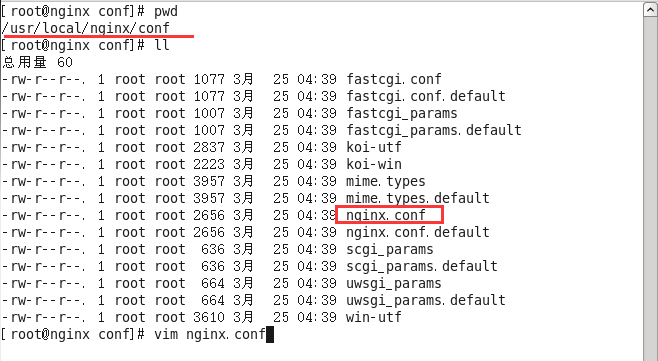 [root@nginx conf]# pwd
/usr/local/nginx/conf
[root@nginx conf]# ll
总用量 60
-rw-r--r--. 1 root root 1077 3月  25 04:39 fastcgi.conf
-rw-r--r--. 1 root root 1077 3月  25 04:39 fastcgi.conf.default
-rw-r--r--. 1 root root 1007 3月  25 04:39 fastcgi_params
-rw-r--r--. 1 root root 1007 3月  25 04:39 fastcgi_params.default
-rw-r--r--. 1 root root 2837 3月  25 04:39 koi-utf
-rw-r--r--. 1 root root 2223 3月  25 04:39 koi-win
-rw-r--r--. 1 root root 3957 3月  25 04:39 mime.types
-rw-r--r--. 1 root root 3957 3月  25 04:39 mime.types.default
-rw-r--r--. 1 root root 2656 3月  25 04:39 nginx.conf
-rw-r--r--. 1 root root 2656 3月  25 04:39 nginx.conf.default
-rw-r--r--. 1 root root  636 3月  25 04:39 scgi_params
-rw-r--r--. 1 root root  636 3月  25 04:39 scgi_params.default
-rw-r--r--. 1 root root  664 3月  25 04:39 uwsgi_params
-rw-r--r--. 1 root root  664 3月  25 04:39 uwsgi_params.default
-rw-r--r--. 1 root root 3610 3月  25 04:39 win-utf
[root@nginx conf]# vim nginx.conf